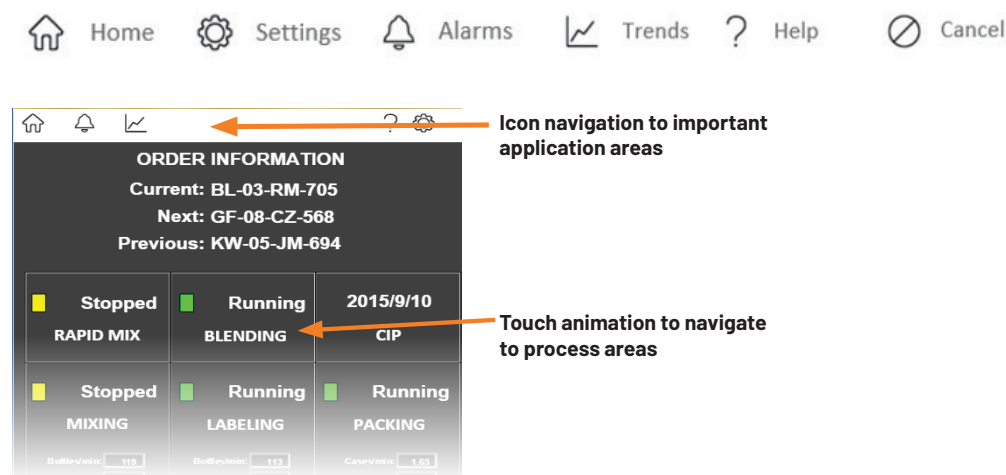 Home Settings Alarms Trends ? Help Cancel
?
Icon navigation to important
application areas
ORDER INFORMATION
Current: BL-03-RM-705
Next: GF-08-CZ-568
Previous: KW-05-JM-694
Stopped Running 2015/9/10
RAPID MIX BLENDING CIP
Touch animation to navigate
to process areas
Stopped Running Running
MIXING LABELING PACKING
Bottles/min: 119 Bottles/min: 113 Cases/min: 1.65